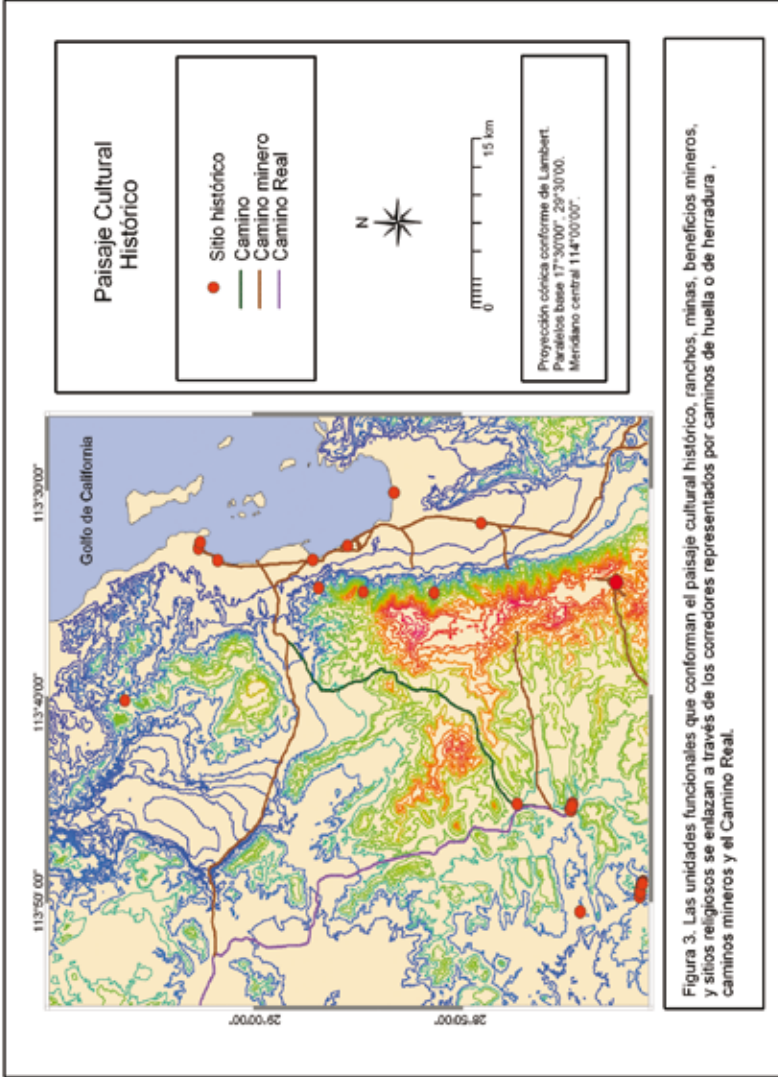 Paisaje Cultural
Histórico
Sitio histórico
Camino
Camino minero
Camino Real
N
0
15 km
Proyección cónica conforme de Lambert.
Paralelos base 17°30'00", 29°30'00.
Meridiano central 114°00'00".
113°50'00"
113°40'00"
113°30'00"
29°00'00"
28°50'00"
Golfo de California
Figura 3. Las unidades funcionales que conforman el paisaje cultural histórico, ranchos, minas, beneficios mineros,
y sitios religiosos se enlazan a través de los corredores representados por caminos de huella o de herradura ,
caminos mineros y el Camino Real.